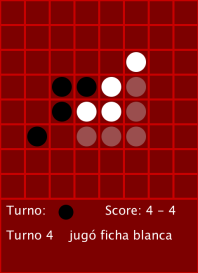 Turno: Score: 4 - 4
Turno 4 jugó ficha blanca